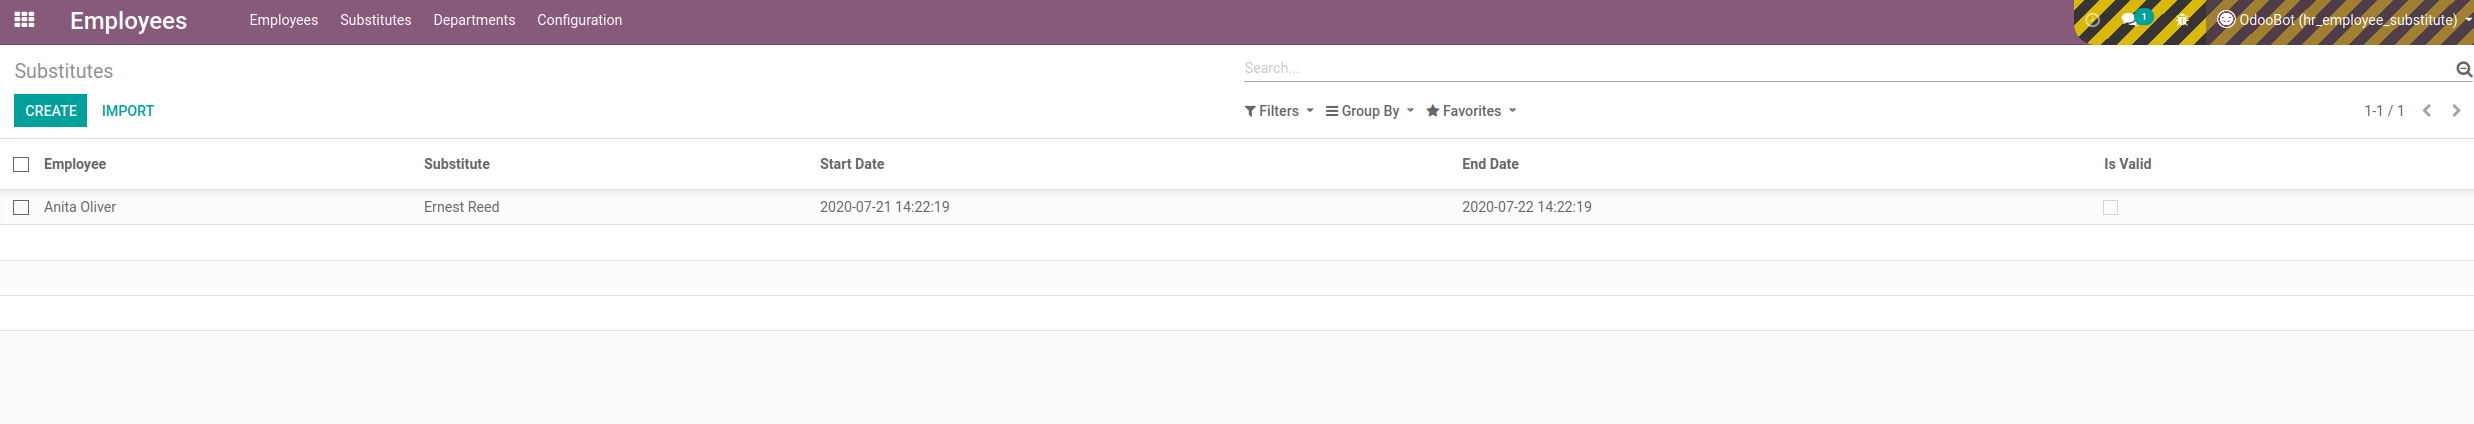 Employees Employees Substitutes Departments Configuration 1 OdooBot (hr_employee_substitute)
Substitutes Search...
CREATE IMPORT Filters Group By Favorites 1-1 / 1
Employee Substitute Start Date End Date Is Valid
Anita Oliver Ernest Reed 2020-07-21 14:22:19 2020-07-22 14:22:19